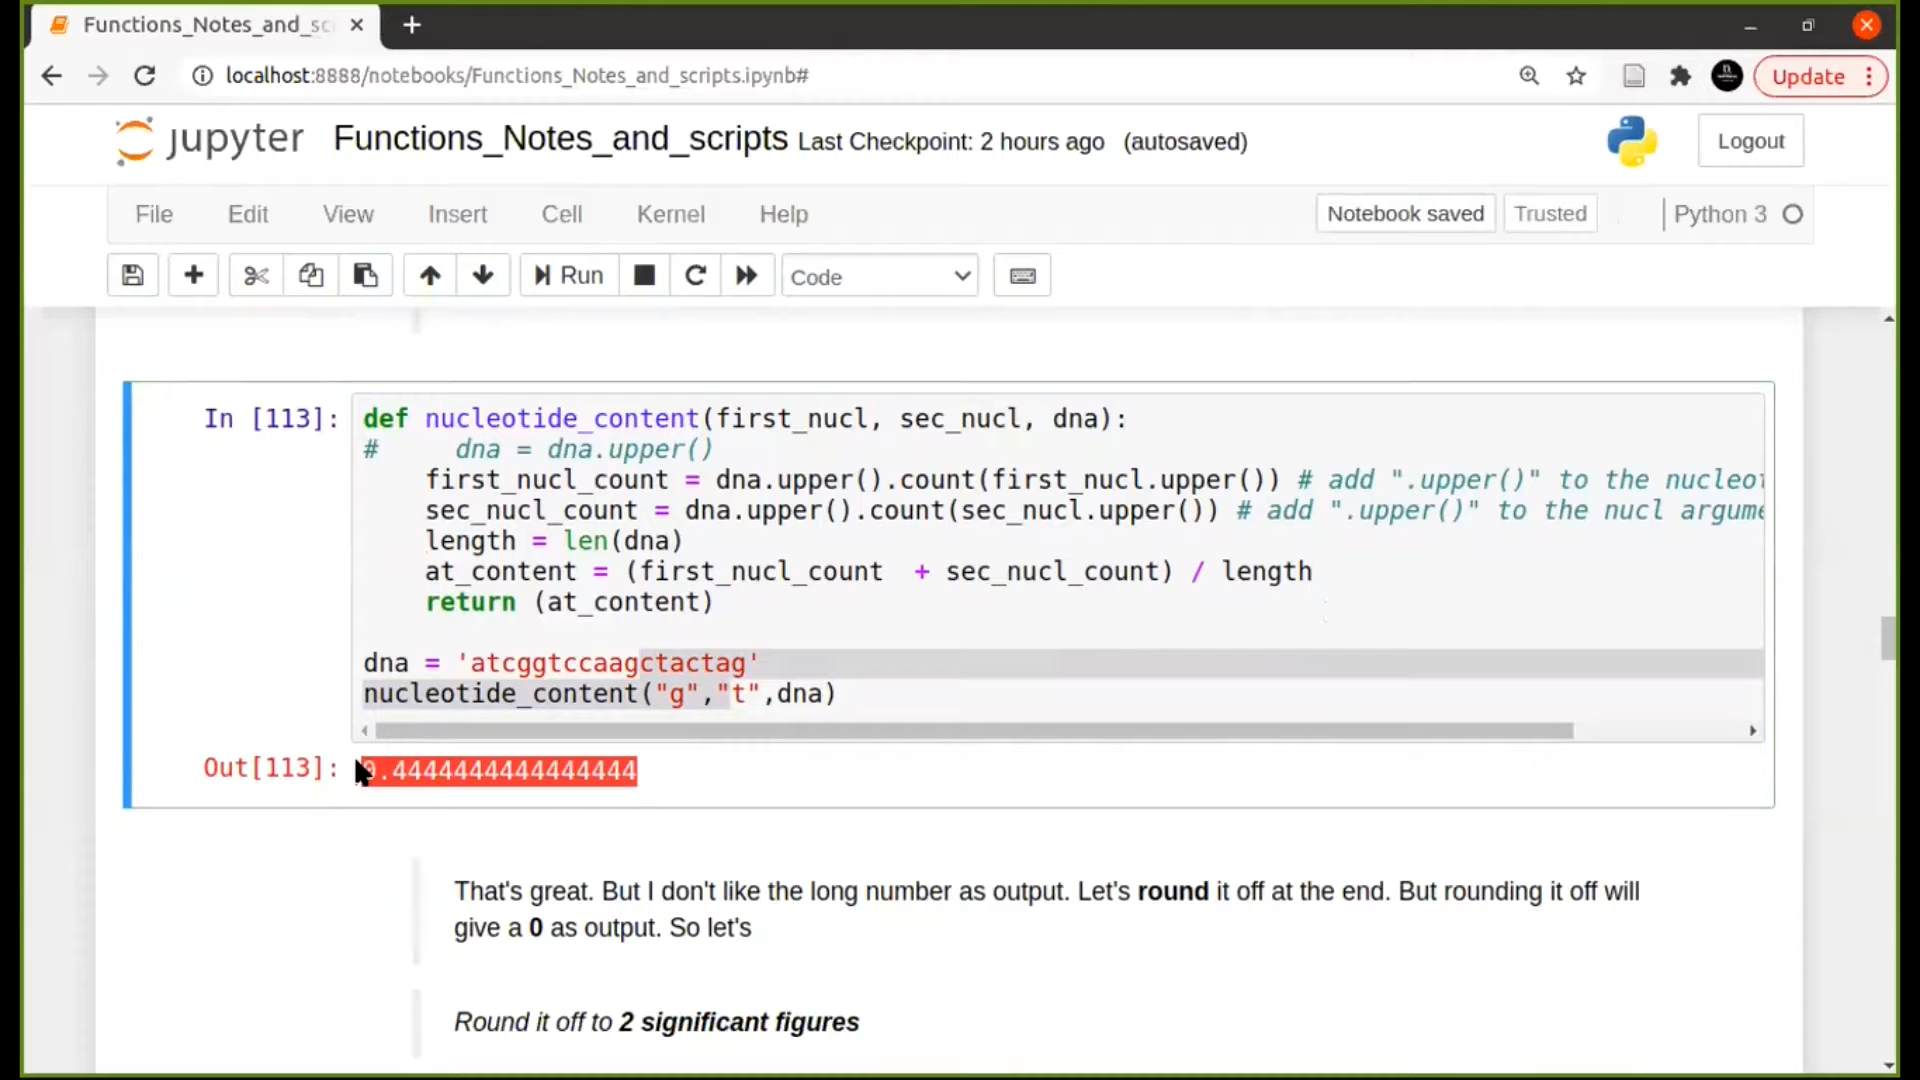 Functions_Notes_and_sc
localhost:8888/notebooks/Functions_Notes_and_scripts.ipynb#
Update
jupyter Functions_Notes_and_scripts Last Checkpoint: 2 hours ago (autosaved)
Logout
File Edit View Insert Cell Kernel Help
Notebook saved Trusted Python 3
Run Code
In [113]: def nucleotide_content(first_nucl, sec_nucl, dna):
#     dna = dna.upper()
first_nucl_count = dna.upper().count(first_nucl.upper()) # add ".upper()" to the nucleot
sec_nucl_count = dna.upper().count(sec_nucl.upper()) # add ".upper()" to the nucl argume
length = len(dna)
at_content = (first_nucl_count  + sec_nucl_count) / length
return (at_content)
dna = 'atcggtccaagctactag'
nucleotide_content("g","t",dna)
Out[113]: 0.4444444444444444
That's great. But I don't like the long number as output. Let's round it off at the end. But rounding it off will
give a 0 as output. So let's
Round it off to 2 significant figures